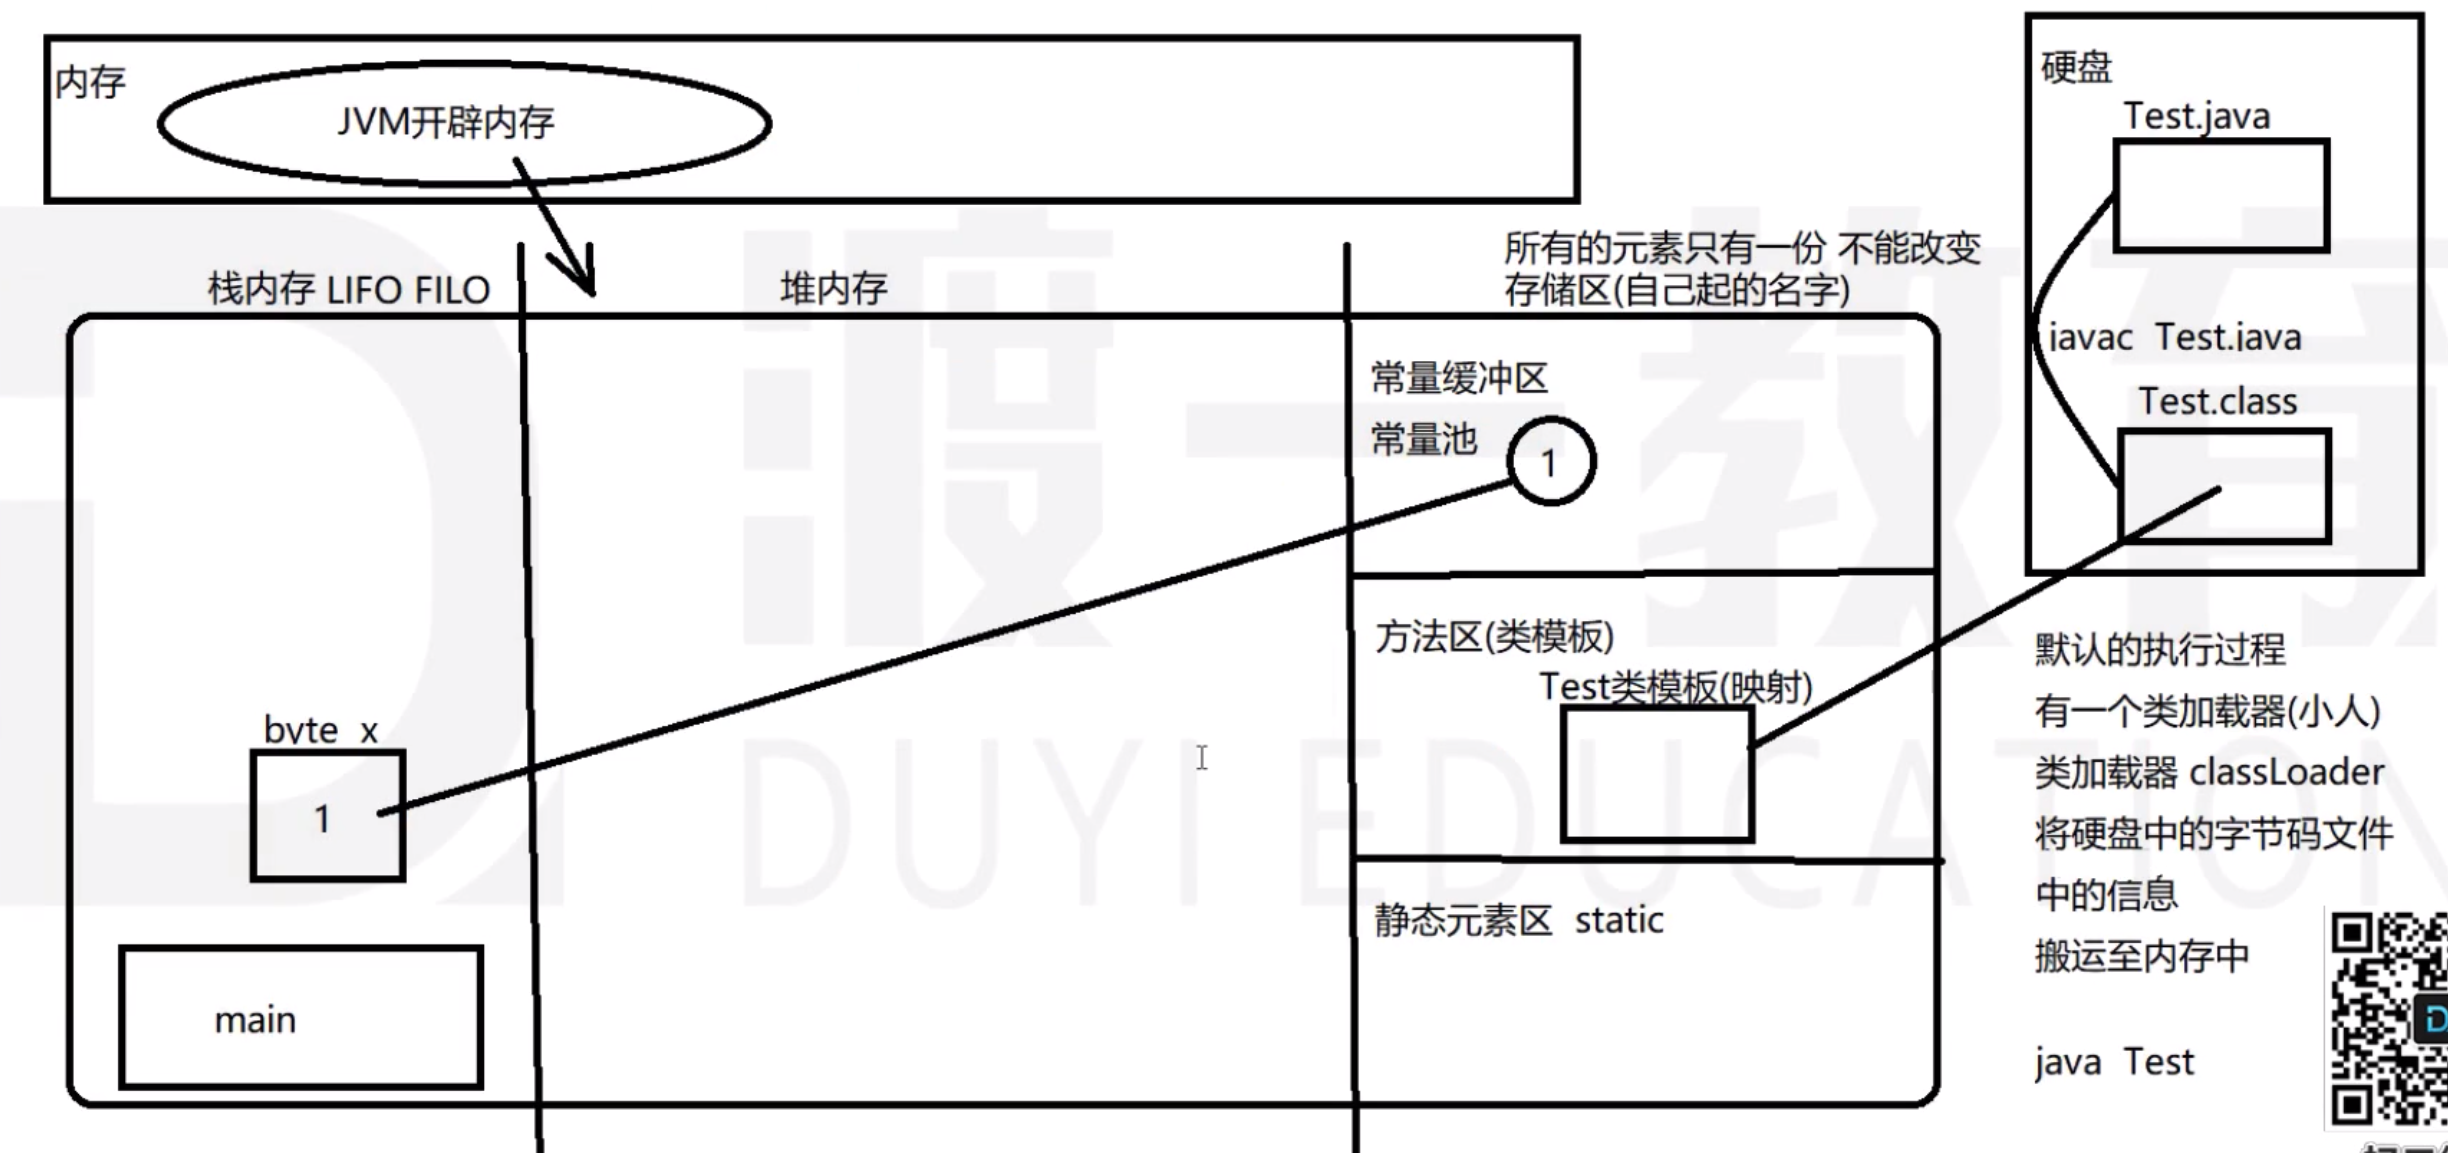 内存
JVM开辟内存
栈内存 LIFO FILO
堆内存
所有的元素只有一份 不能改变
存储区(自己起的名字)
常量缓冲区
常量池
1
方法区(类模板)
Test类模板(映射)
静态元素区 static
byte x
1
main
硬盘
Test.java
javac Test.java
Test.class
默认的执行过程
有一个类加载器(小人)
类加载器 classLoader
将硬盘中的字节码文件
中的信息
搬运至内存中
java Test
渡一教育
DUYI EDUCATION